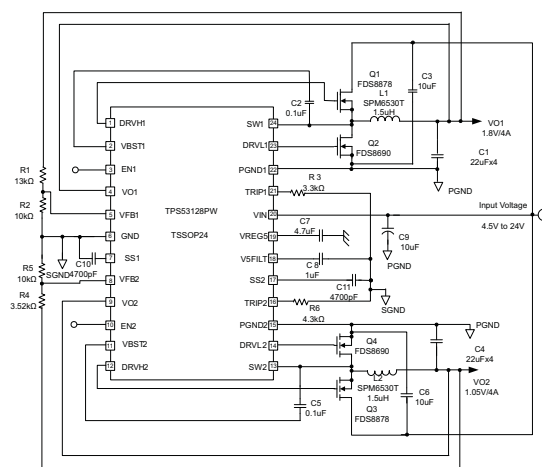 Q1
FDS8878
L1
SPM6530T
1.5uH
C3
10uF
C2
0.1uF
VO1
1.8V/4A
Q2
FDS8690
C1
22uFx4
PGND
1 DRVH1
2 VBST1
3 EN1
4 VO1
5 VFB1
6 GND
7 SS1
8 VFB2
9 VO2
10 EN2
11 VBST2
12 DRVH2
TPS53128PW
TSSOP24
SW1 24
DRVL1 23
PGND1 22
TRIP1 21
VIN 20
VREG5 19
V5FILT 18
SS2 17
TRIP2 16
PGND2 15
DRVL2 14
SW2 13
R1
13kΩ
R2
10kΩ
R5
10kΩ
R4
3.52kΩ
SGND
C10
4700pF
R 3
3.3kΩ
C7
4.7uF
C 8
1uF
C11
4700pF
R6
4.3kΩ
SGND
Input Voltage
4.5V to 24V
C9
10uF
PGND
PGND
Q4
FDS8690
C4
22uFx4
VO2
1.05V/4A
L2
SPM6530T
1.5uH
C6
10uF
Q3
FDS8878
C5
0.1uF